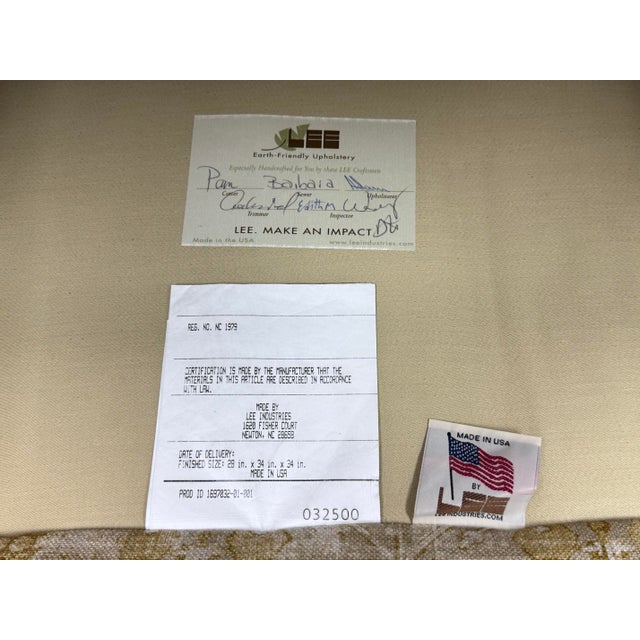 LEE
Earth-Friendly Upholstery
Especially Handcrafted for You by these LEE Craftsmen
Pam Barbara
Cutter Sewer Upholsterer
Edith M
Trimmer Inspector
LEE. MAKE AN IMPACT.
Made in the USA www.leeindustries.com
REG. NO. NC 1979
CERTIFICATION IS MADE BY THE MANUFACTURER THAT THE
MATERIALS IN THIS ARTICLE ARE DESCRIBED IN ACCORDANCE
WITH LAW.
MADE BY
LEE INDUSTRIES
1620 FISHER COURT
NEWTON, NC 28658
DATE OF DELIVERY:
FINISHED SIZE: 28 in. x 34 in. x 34 in.
MADE IN USA
PROD ID 1697032-01-001
032500
MADE IN USA
BY
LEE
LEEINDUSTRIES.COM